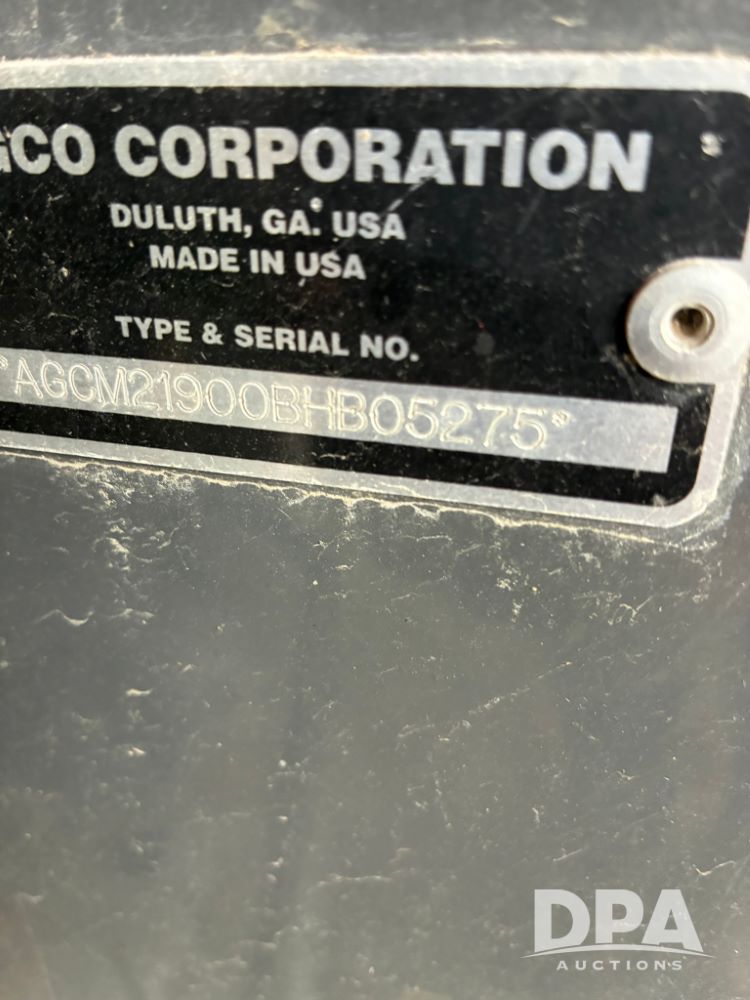 GCO CORPORATION
DULUTH, GA. USA
MADE IN USA
TYPE & SERIAL NO.
*AGCM21900BHB05275*
DPA
AUCTIONS